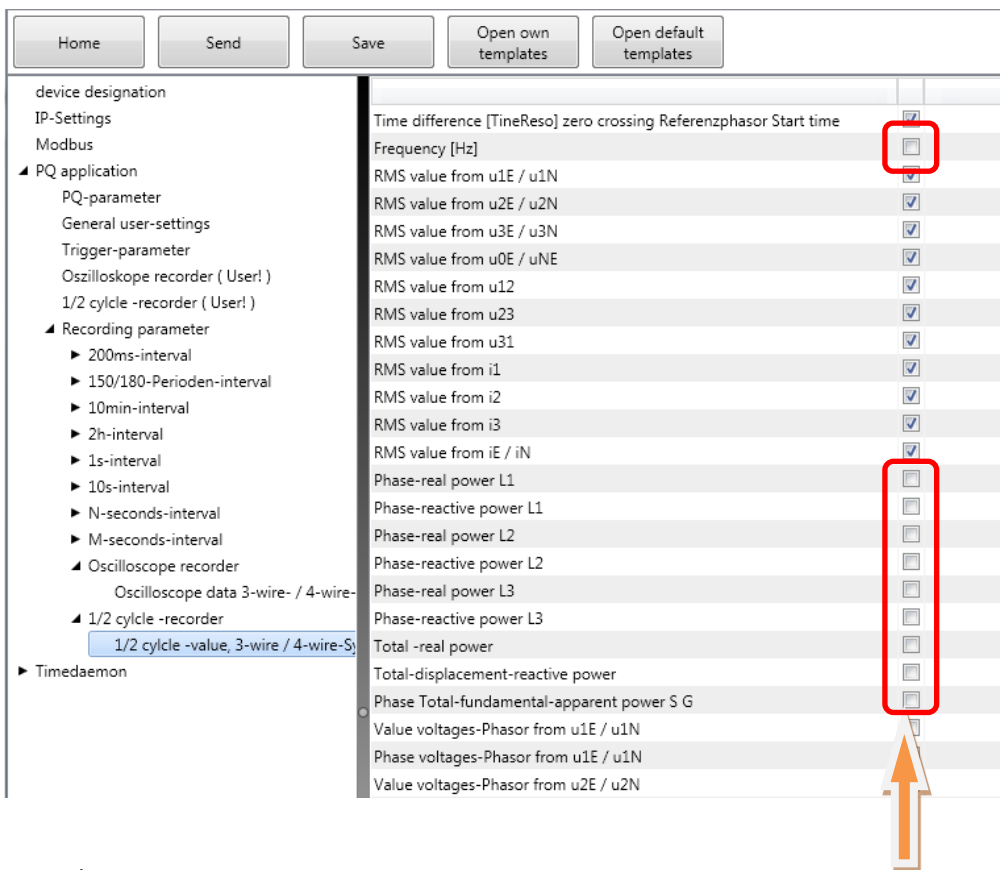 Home
Send
Save
Open own
templates
Open default
templates
device designation
IP-Settings
Modbus
PQ application
PQ-parameter
General user-settings
Trigger-parameter
Oszilloskope recorder ( User! )
1/2 cylcle -recorder ( User! )
Recording parameter
200ms-interval
150/180-Perioden-interval
10min-interval
2h-interval
1s-interval
10s-interval
N-seconds-interval
M-seconds-interval
Oscilloscope recorder
Oscilloscope data 3-wire- / 4-wire-
1/2 cylcle -recorder
1/2 cylcle -value, 3-wire / 4-wire-Sy
Timedaemon
Time difference [TineReso] zero crossing Referenzphasor Start time
Frequency [Hz]
RMS value from u1E / u1N
RMS value from u2E / u2N
RMS value from u3E / u3N
RMS value from u0E / uNE
RMS value from u12
RMS value from u23
RMS value from u31
RMS value from i1
RMS value from i2
RMS value from i3
RMS value from iE / iN
Phase-real power L1
Phase-reactive power L1
Phase-real power L2
Phase-reactive power L2
Phase-real power L3
Phase-reactive power L3
Total -real power
Total-displacement-reactive power
Phase Total-fundamental-apparent power S G
Value voltages-Phasor from u1E / u1N
Phase voltages-Phasor from u1E / u1N
Value voltages-Phasor from u2E / u2N